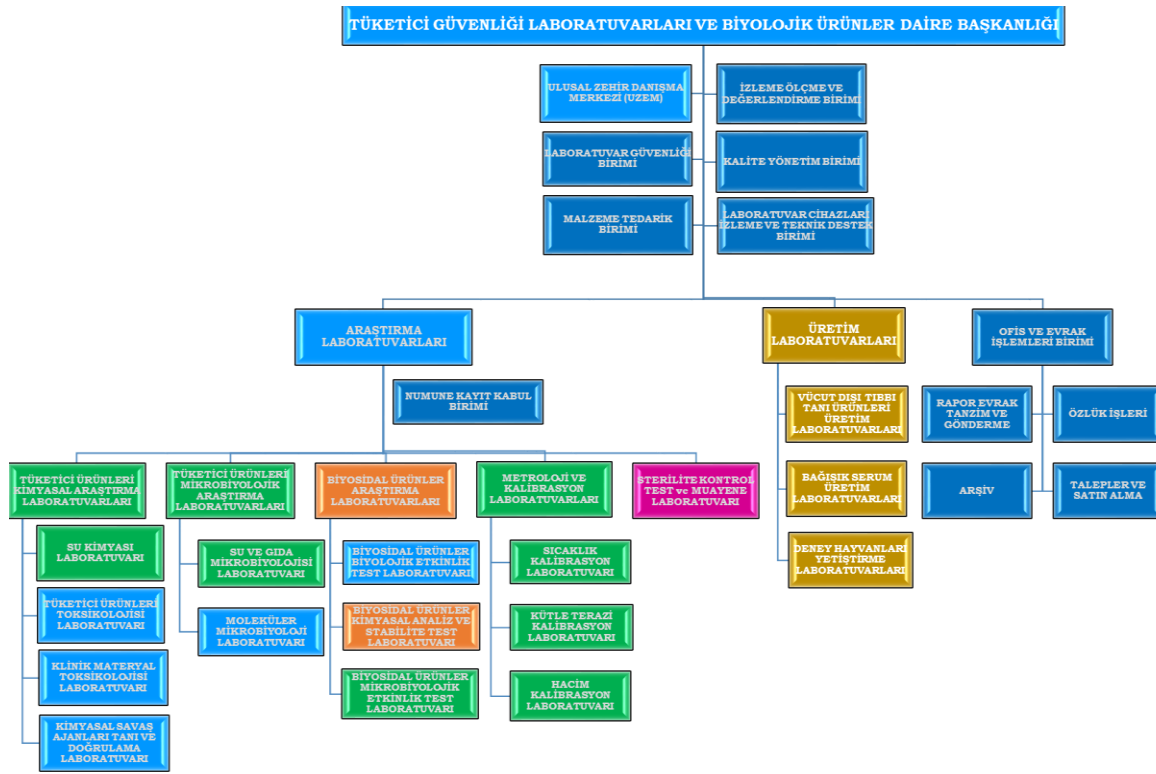 TÜKETİCİ GÜVENLİĞİ LABORATUVARLARI VE BİYOLOJİK ÜRÜNLER DAİRE BAŞKANLIĞI
ULUSAL ZEHİR DANIŞMA
MERKEZİ (UZEM)
İZLEME ÖLÇME VE
DEĞERLENDİRME BİRİMİ
LABORATUVAR GÜVENLİĞİ
BİRİMİ
KALİTE YÖNETİM BİRİMİ
MALZEME TEDARİK
BİRİMİ
LABORATUVAR CİHAZLARI
İZLEME VE TEKNİK DESTEK
BİRİMİ
ARAŞTIRMA
LABORATUVARLARI
ÜRETİM
LABORATUVARLARI
OFİS VE EVRAK
İŞLEMLERİ BİRİMİ
NUMUNE KAYIT KABUL
BİRİMİ
VÜCUT DIŞI TIBBI
TANI ÜRÜNLERİ
ÜRETİM
LABORATUVARLARI
RAPOR EVRAK
TANZİM VE
GÖNDERME
ÖZLÜK İŞLERİ
TÜKETİCİ ÜRÜNLERİ
KİMYASAL ARAŞTIRMA
LABORATUVARLARI
TÜKETİCİ ÜRÜNLERİ
MİKROBİYOLOJİK
ARAŞTIRMA
LABORATUVARLARI
BİYOSİDAL ÜRÜNLER
ARAŞTIRMA
LABORATUVARLARI
METROLOJİ VE
KALİBRASYON
LABORATUVARLARI
STERİLİTE KONTROL
TEST ve MUAYENE
LABORATUVARI
BAĞIŞIK SERUM
ÜRETİM
LABORATUVARLARI
ARŞİV
TALEPLER VE
SATIN ALMA
SU KİMYASI
LABORATUVARI
SU VE GIDA
MİKROBİYOLOJİSİ
LABORATUVARI
BİYOSİDAL ÜRÜNLER
BİYOLOJİK ETKİNLİK
TEST LABORATUVARI
SICAKLIK
KALİBRASYON
LABORATUVARI
DENEY HAYVANLARI
YETİŞTİRME
LABORATUVARLARI
TÜKETİCİ ÜRÜNLERİ
TOKSİKOLOJİSİ
LABORATUVARI
MOLEKÜLER
MİKROBİYOLOJİ
LABORATUVARI
BİYOSİDAL ÜRÜNLER
KİMYASAL ANALİZ VE
STABİLİTE TEST
LABORATUVARI
KÜTLE TERAZİ
KALİBRASYON
LABORATUVARI
KLİNİK MATERYAL
TOKSİKOLOJİSİ
LABORATUVARI
BİYOSİDAL ÜRÜNLER
MİKROBİYOLOJİK
ETKİNLİK TEST
LABORATUVARI
HACİM
KALİBRASYON
LABORATUVARI
KİMYASAL SAVAŞ
AJANLARI TANI VE
DOĞRULAMA
LABORATUVARI